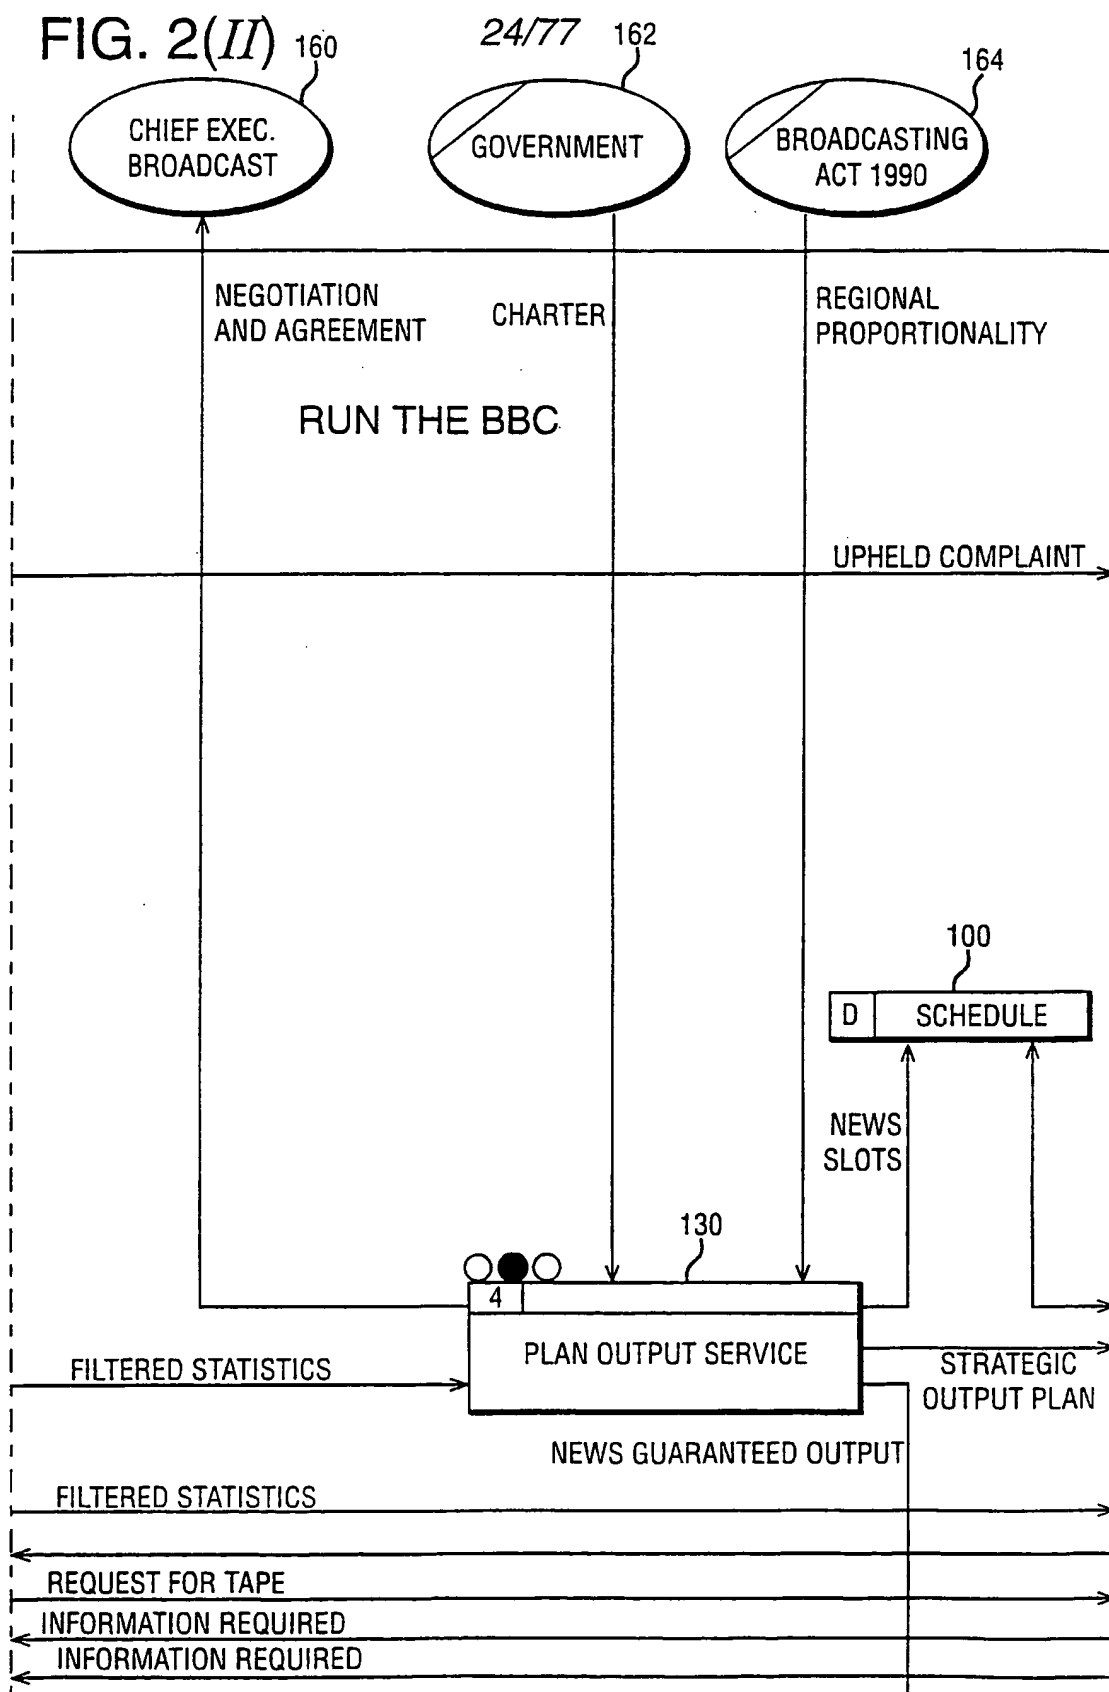 FIG. 2(II)
24/77
160
162
164
CHIEF EXEC.
BROADCAST
GOVERNMENT
BROADCASTING
ACT 1990
NEGOTIATION
AND AGREEMENT
CHARTER
REGIONAL
PROPORTIONALITY
RUN THE BBC
UPHELD COMPLAINT
100
D
SCHEDULE
NEWS
SLOTS
130
4
PLAN OUTPUT SERVICE
FILTERED STATISTICS
STRATEGIC
OUTPUT PLAN
NEWS GUARANTEED OUTPUT
FILTERED STATISTICS
REQUEST FOR TAPE
INFORMATION REQUIRED
INFORMATION REQUIRED